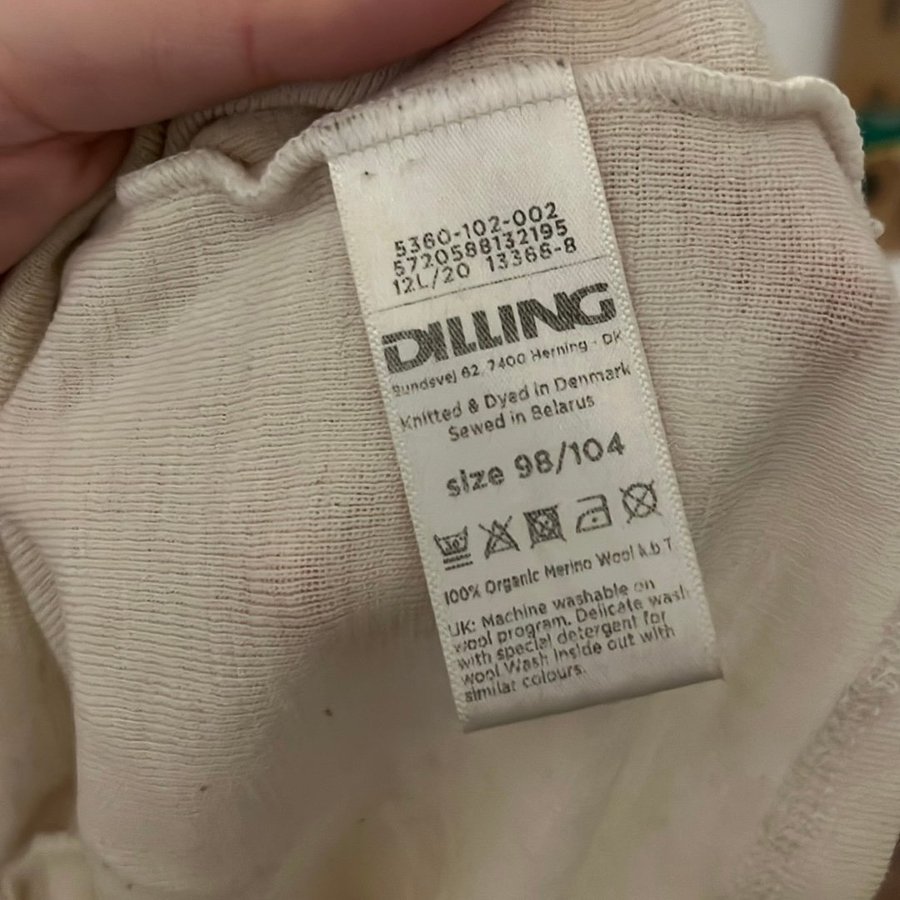 5360-102-002
5720588132195
12L/20 13366-8
DILLING
Bundsvej 62, 7400 Herning - DK
Knitted & Dyed in Denmark
Sewed in Belarus
size 98/104
30°
100% Organic Merino Wool k.b.T
UK: Machine washable on
wool program. Delicate wash
with special detergent for
wool Wash inside out with
similar colours.